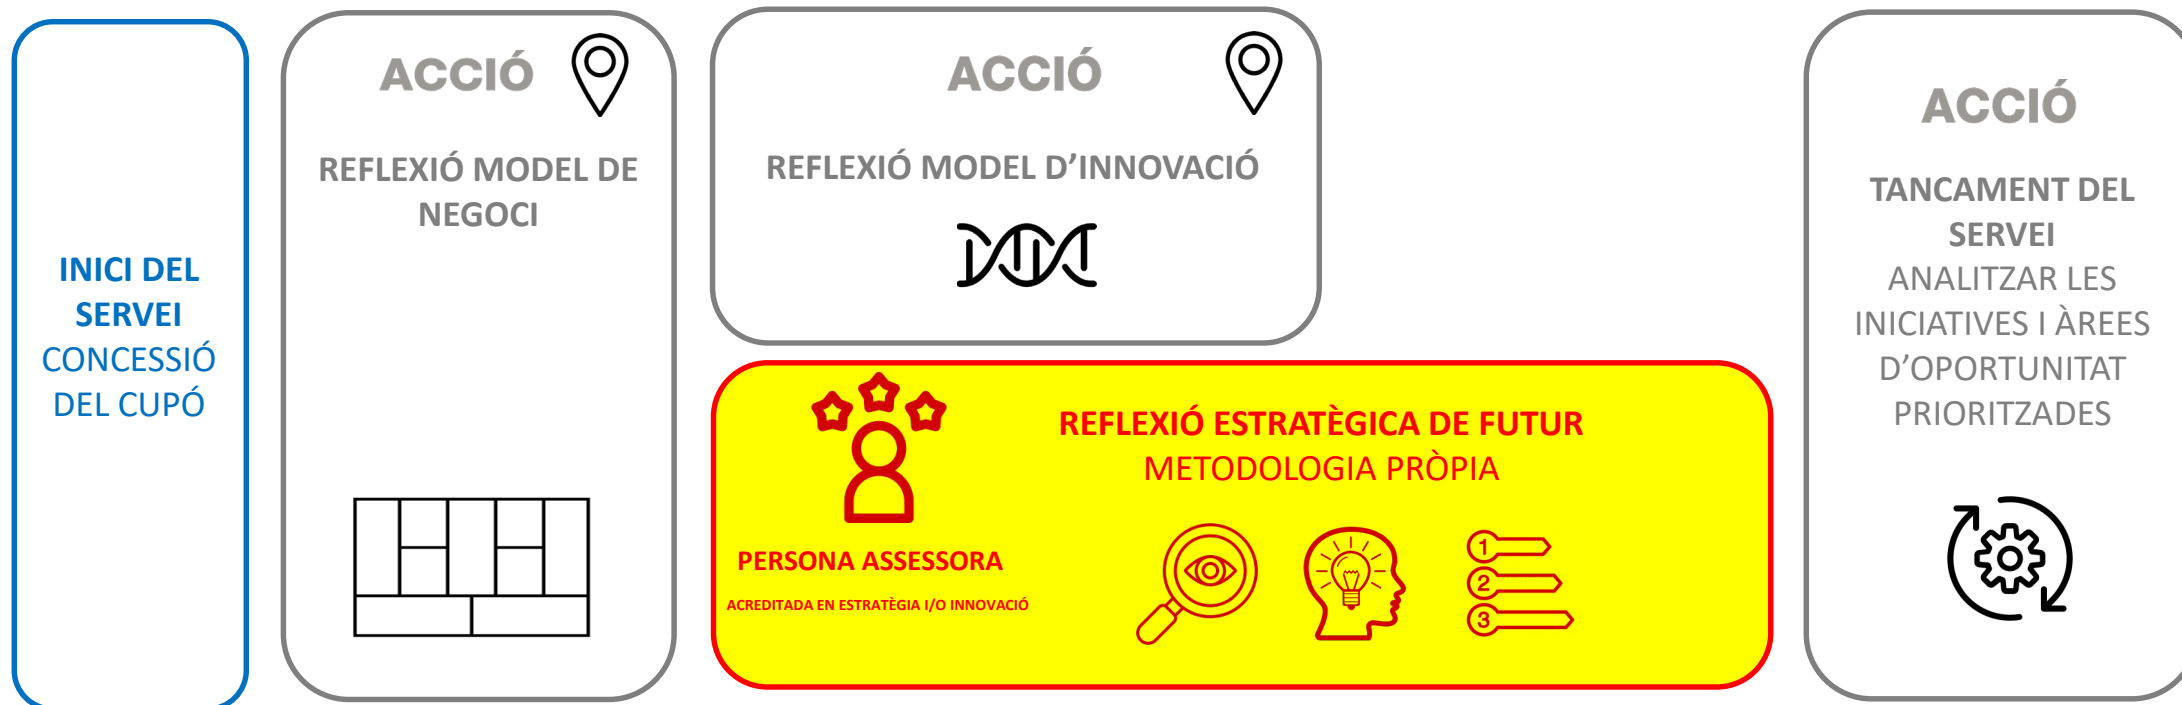 INICI DEL
SERVEI
CONCESSIÓ
DEL CUPÓ
ACCIÓ
REFLEXIÓ MODEL DE
NEGOCI
ACCIÓ
REFLEXIÓ MODEL D’INNOVACIÓ
PERSONA ASSESSORA
ACREDITADA EN ESTRATÈGIA I/O INNOVACIÓ
REFLEXIÓ ESTRATÈGICA DE FUTUR
METODOLOGIA PRÒPIA
1
2
3
ACCIÓ
TANCAMENT DEL
SERVEI
ANALITZAR LES
INICIATIVES I ÀREES
D’OPORTUNITAT
PRIORITZADES